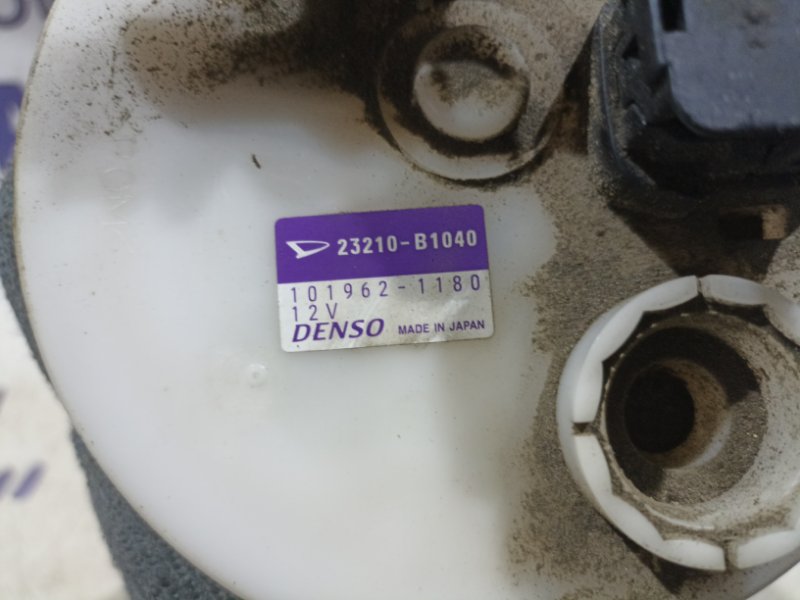 23210-B1040
101962-1180
12V
DENSO MADE IN JAPAN